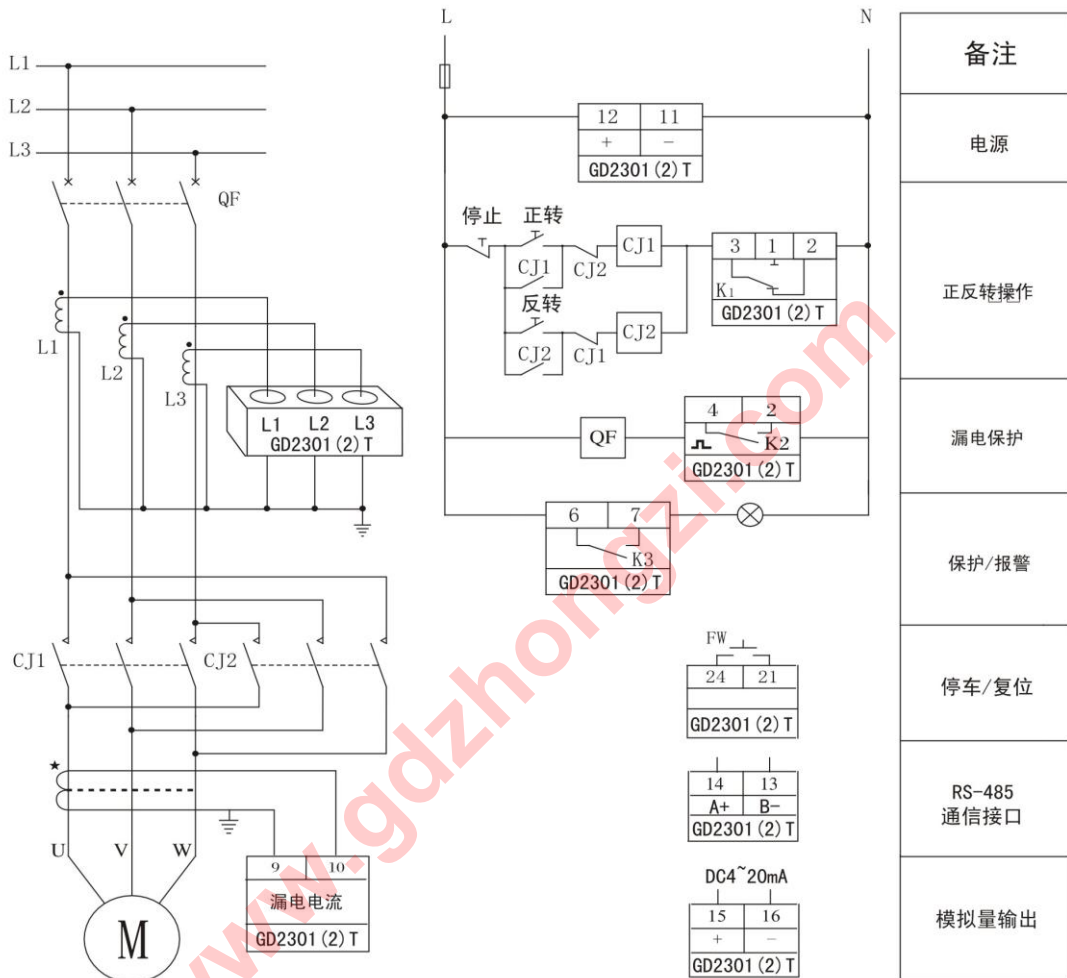 L1
L2
L3
QF
L1
L2
L3
L1 L2 L3
GD2301(2)T
CJ1
CJ2
★
U V W
9 10
漏电电流
GD2301(2)T
M
L
N
12 11
+ −
GD2301(2)T
停止 正转
CJ1
CJ2
CJ1
反转
CJ2
CJ1
CJ2
3 1 2
K1
GD2301(2)T
QF
4 2
K2
GD2301(2)T
6 7
K3
GD2301(2)T
FW
24 21
GD2301(2)T
14 13
A+ B-
GD2301(2)T
DC4~20mA
15 16
+ −
GD2301(2)T
备注
电源
正反转操作
漏电保护
保护/报警
停车/复位
RS-485
通信接口
模拟量输出
www.gdzhongzi.com